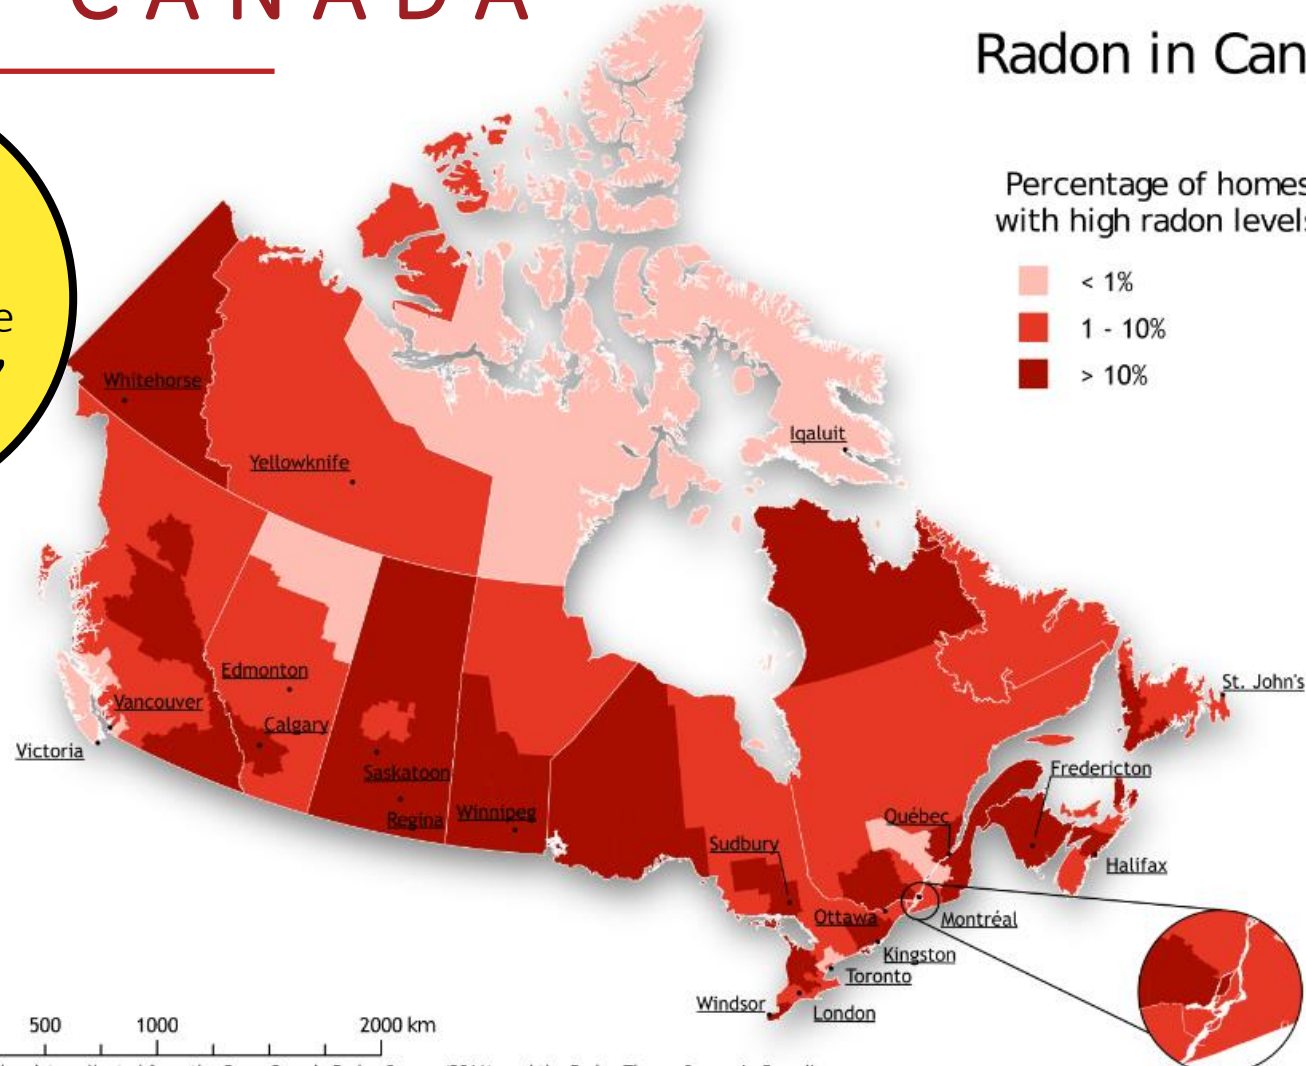 CANADA
Radon in Can
Percentage of homes
with high radon levels
< 1%
1 - 10%
> 10%
e
Whitehorse
Yellowknife
Iqaluit
Edmonton
Vancouver
Calgary
Victoria
Saskatoon
Regina
Winnipeg
St. John's
Fredericton
Québec
Sudbury
Halifax
Ottawa
Montréal
Kingston
Toronto
Windsor
London
500 1000 2000 km